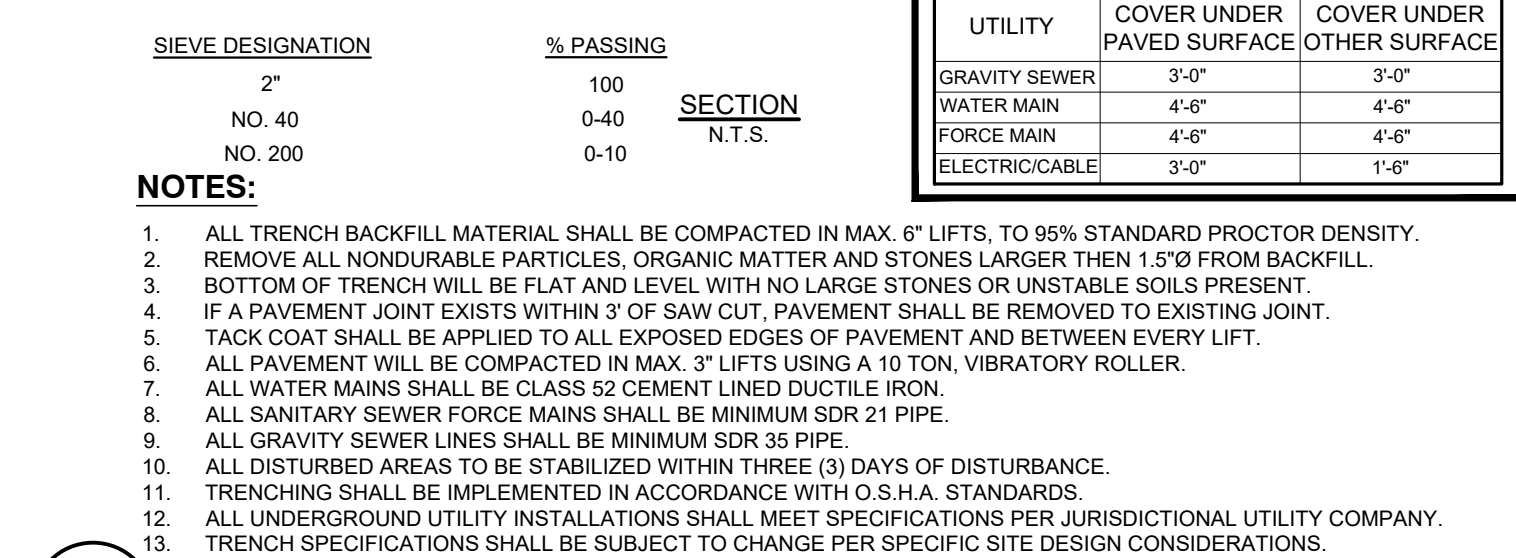 SIEVE DESIGNATION % PASSING
2" 100
NO. 40 0-40
NO. 200 0-10
SECTION
N.T.S.
UTILITY COVER UNDER PAVED SURFACE COVER UNDER OTHER SURFACE
GRAVITY SEWER 3'-0" 3'-0"
WATER MAIN 4'-6" 4'-6"
FORCE MAIN 4'-6" 4'-6"
ELECTRIC/CABLE 3'-0" 1'-6"
NOTES:
1. ALL TRENCH BACKFILL MATERIAL SHALL BE COMPACTED IN MAX. 6" LIFTS, TO 95% STANDARD PROCTOR DENSITY.
2. REMOVE ALL NONDURABLE PARTICLES, ORGANIC MATTER AND STONES LARGER THEN 1.5"Ø FROM BACKFILL.
3. BOTTOM OF TRENCH WILL BE FLAT AND LEVEL WITH NO LARGE STONES OR UNSTABLE SOILS PRESENT.
4. IF A PAVEMENT JOINT EXISTS WITHIN 3' OF SAW CUT, PAVEMENT SHALL BE REMOVED TO EXISTING JOINT.
5. TACK COAT SHALL BE APPLIED TO ALL EXPOSED EDGES OF PAVEMENT AND BETWEEN EVERY LIFT.
6. ALL PAVEMENT WILL BE COMPACTED IN MAX. 3" LIFTS USING A 10 TON, VIBRATORY ROLLER.
7. ALL WATER MAINS SHALL BE CLASS 52 CEMENT LINED DUCTILE IRON.
8. ALL SANITARY SEWER FORCE MAINS SHALL BE MINIMUM SDR 21 PIPE.
9. ALL GRAVITY SEWER LINES SHALL BE MINIMUM SDR 35 PIPE.
10. ALL DISTURBED AREAS TO BE STABILIZED WITHIN THREE (3) DAYS OF DISTURBANCE.
11. TRENCHING SHALL BE IMPLEMENTED IN ACCORDANCE WITH O.S.H.A. STANDARDS.
12. ALL UNDERGROUND UTILITY INSTALLATIONS SHALL MEET SPECIFICATIONS PER JURISDICTIONAL UTILITY COMPANY.
13. TRENCH SPECIFICATIONS SHALL BE SUBJECT TO CHANGE PER SPECIFIC SITE DESIGN CONSIDERATIONS.